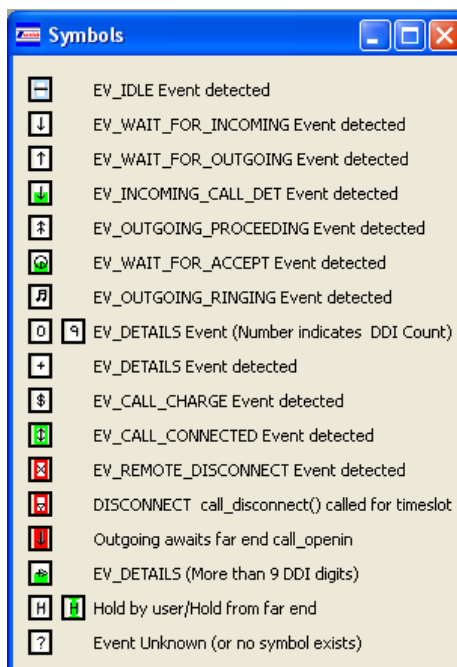 Symbols
EV_IDLE Event detected
EV_WAIT_FOR_INCOMING Event detected
EV_WAIT_FOR_OUTGOING Event detected
EV_INCOMING_CALL_DET Event detected
EV_OUTGOING_PROCEEDING Event detected
EV_WAIT_FOR_ACCEPT Event detected
EV_OUTGOING_RINGING Event detected
0 9 EV_DETAILS Event (Number indicates DDI Count)
+ EV_DETAILS Event detected
$ EV_CALL_CHARGE Event detected
EV_CALL_CONNECTED Event detected
EV_REMOTE_DISCONNECT Event detected
DISCONNECT call_disconnect() called for timeslot
Outgoing awaits far end call_openin
EV_DETAILS (More than 9 DDI digits)
H H Hold by user/Hold from far end
? Event Unknown (or no symbol exists)